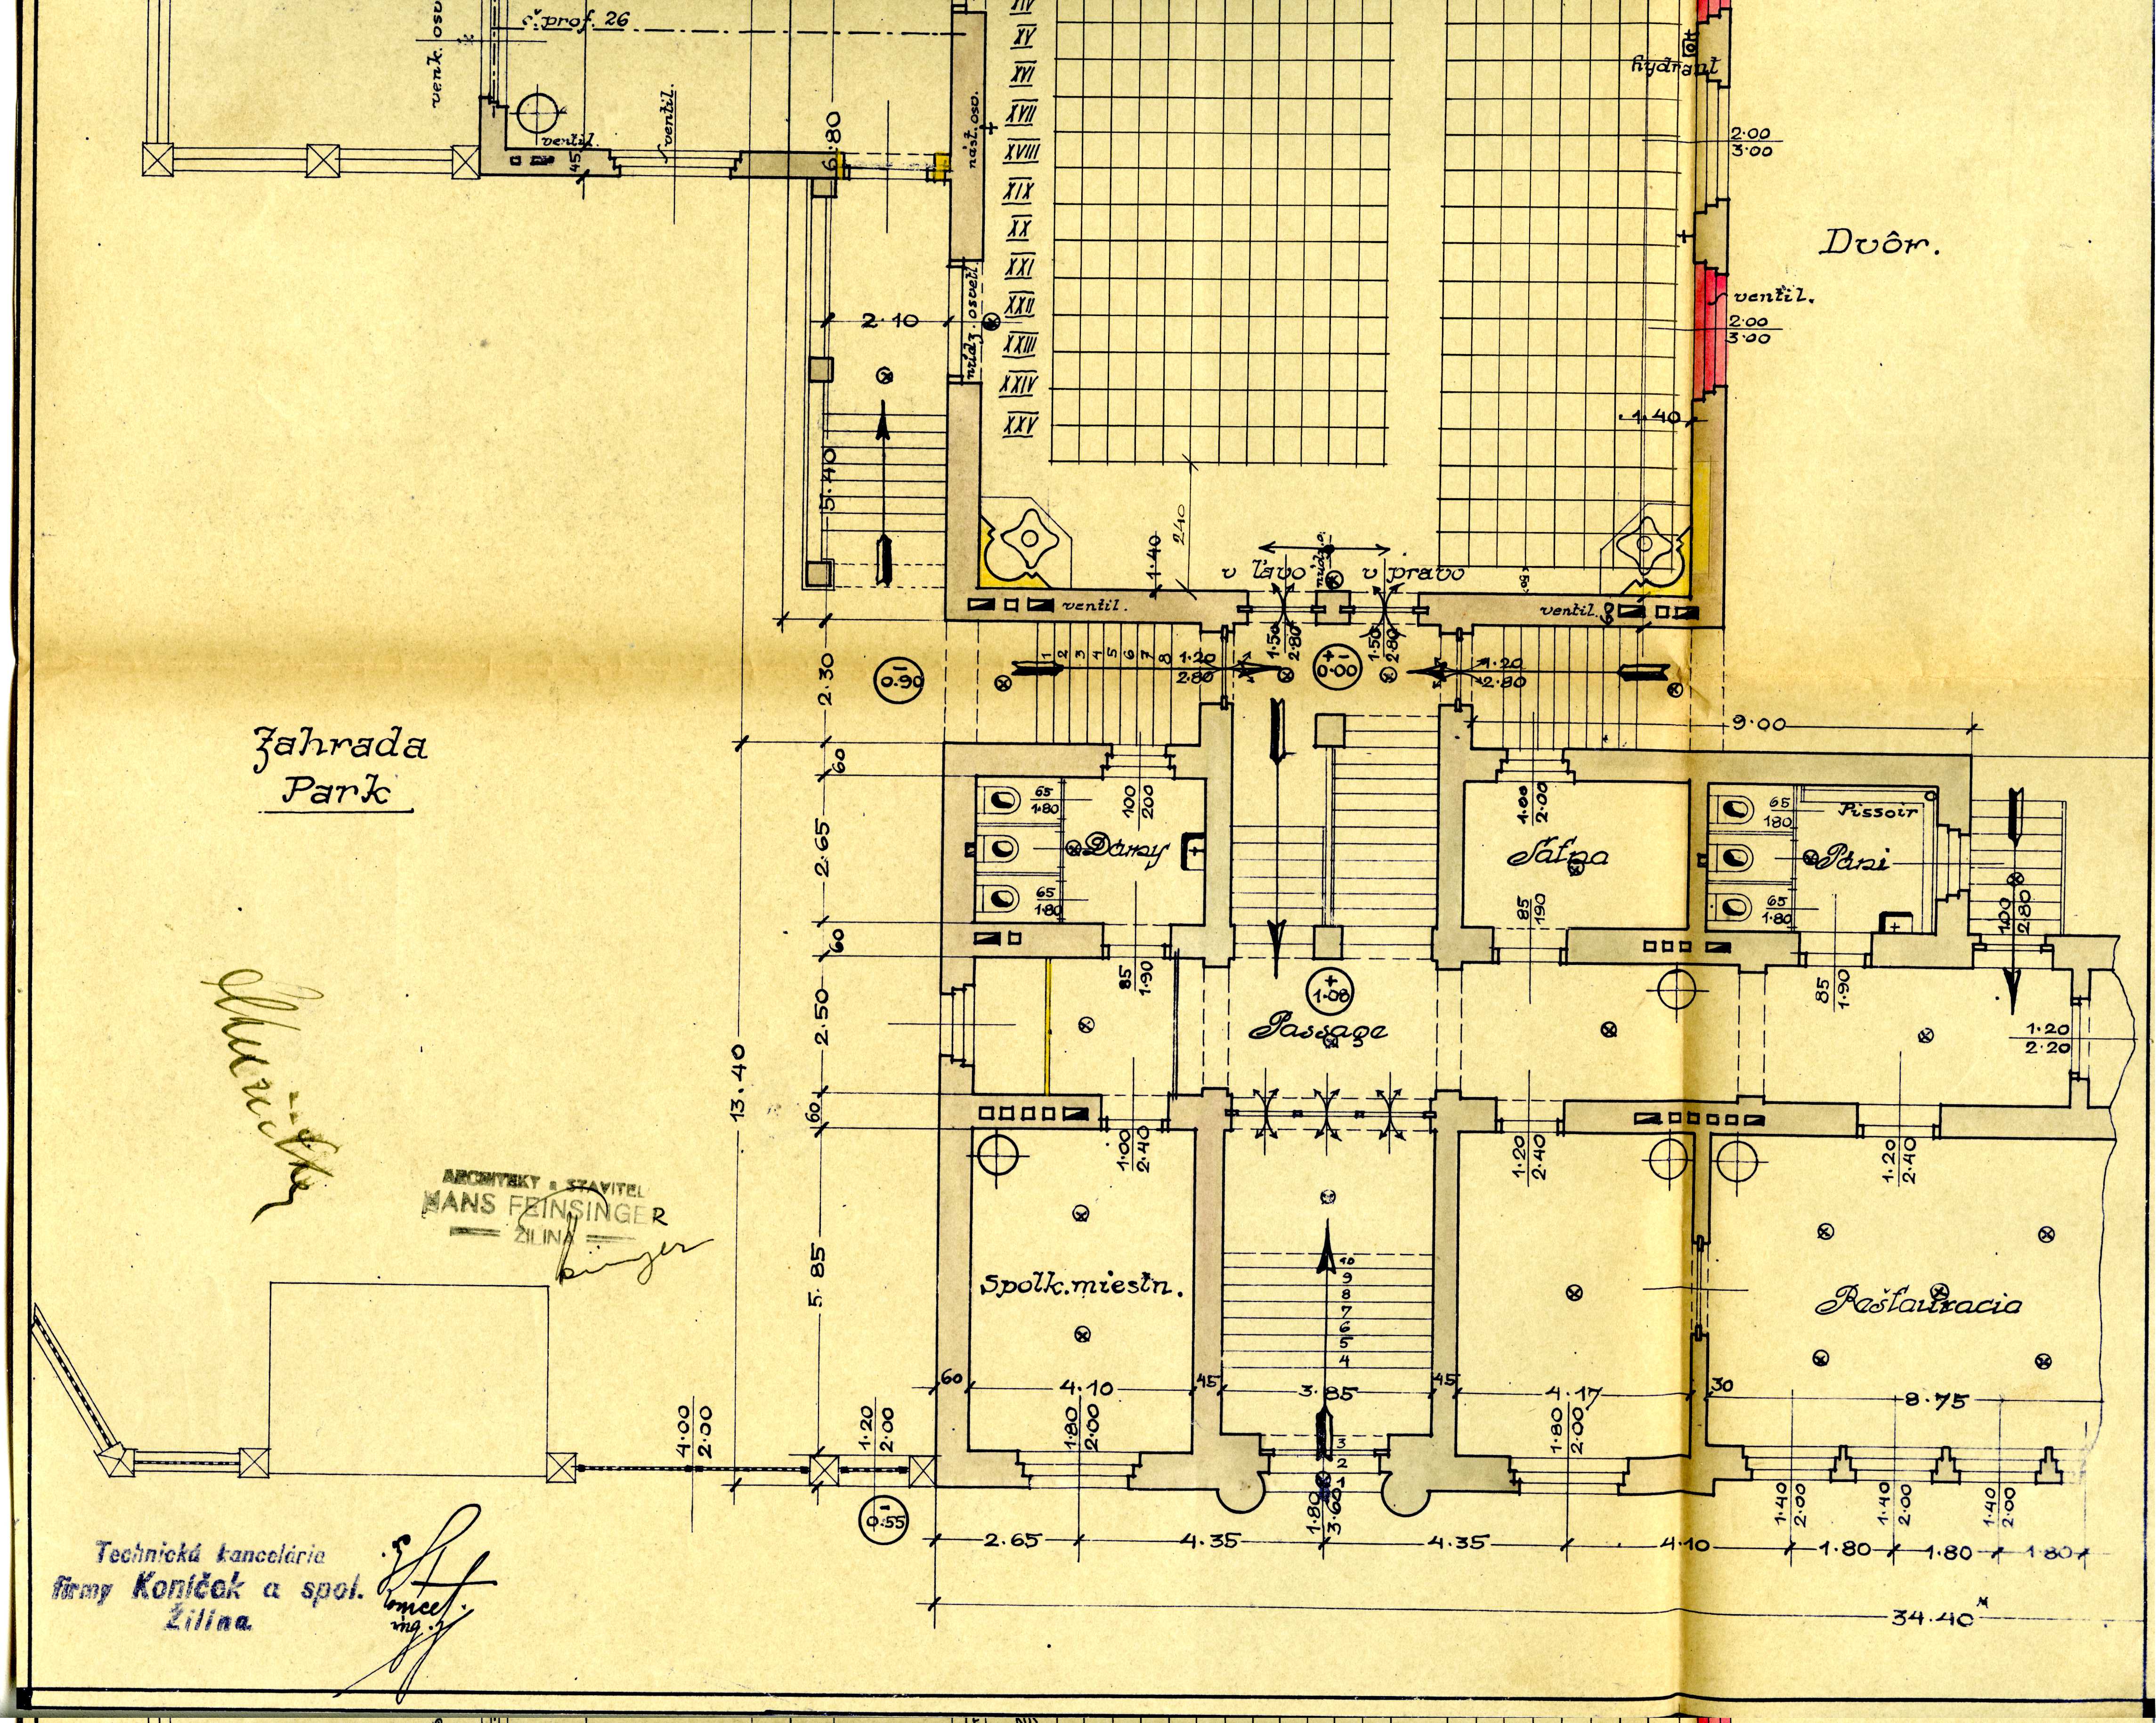 č. prof. 26
venk. osv
ventil.
45
ventil.
6.80
nást. osv.
XIV
XV
XVI
XVII
XVIII
XIX
XX
XXI
XXII
XXIII
XXIV
XXV
hydrant
2.00
3.00
Dvôr.
ventil.
2.00
3.00
1.40
2.10
núdz. osvetl.
5.40
1.40
240
v ľavo
v pravo
ventil.
ventil.
1.50
2.80
1.50
2.80
- 0.90
1 2 3 4 5 6 7 8
1.20
2.80
+ - 0.00
1.20
2.80
2.30
9.00
Zahrada
Park
60
65
1.80
100
200
Dámy
65
1.80
1.00
2.00
Šatňa
85
190
65
180
Pissoir
Páni
65
1.80
1.00
2.80
2.65
60
85
1.90
+ 1.08
Passage
85
1.90
1.20
2.20
2.50
13.40
60
1.00
2.40
1.20
2.40
1.20
2.40
ARCHITEKT a STAVITEL
HANS FEINSINGER
ŽILINA
5.85
Spolk. miestn.
10
9
8
7
6
5
4
Reštauracia
60
4.10
45
3.85
45
4.17
30
8.75
4.00
2.00
1.20
2.00
1.80
2.00
3
2
1
1.80
3.60
1.80
2.00
1.40
2.00
1.40
2.00
1.40
2.00
- 0.55
2.65
4.35
4.35
4.10
1.80
1.80
1.80
Technická kancelária
firmy Koníček a spol.
Žilina.
34.40 M